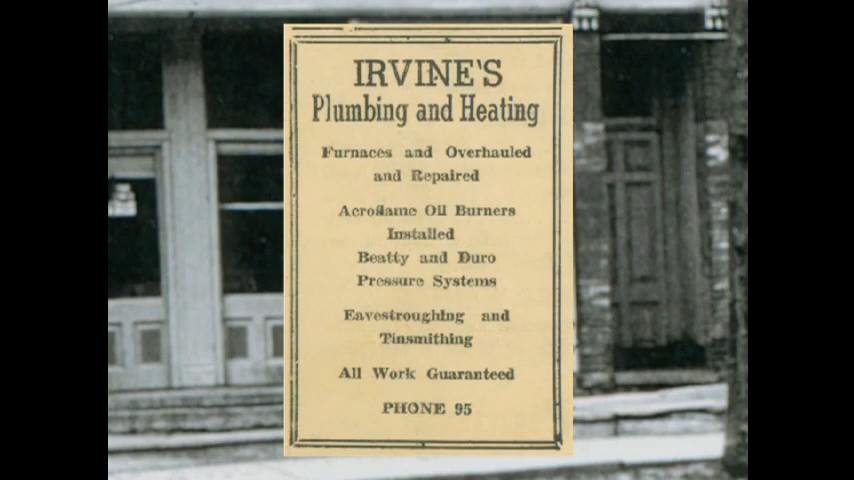 IRVINE'S
Plumbing and Heating
Furnaces and Overhauled
and Repaired
Aeroflame Oil Burners
Installed
Beatty and Duro
Pressure Systems
Eavestroughing and
Tinsmithing
All Work Guaranteed
PHONE 95